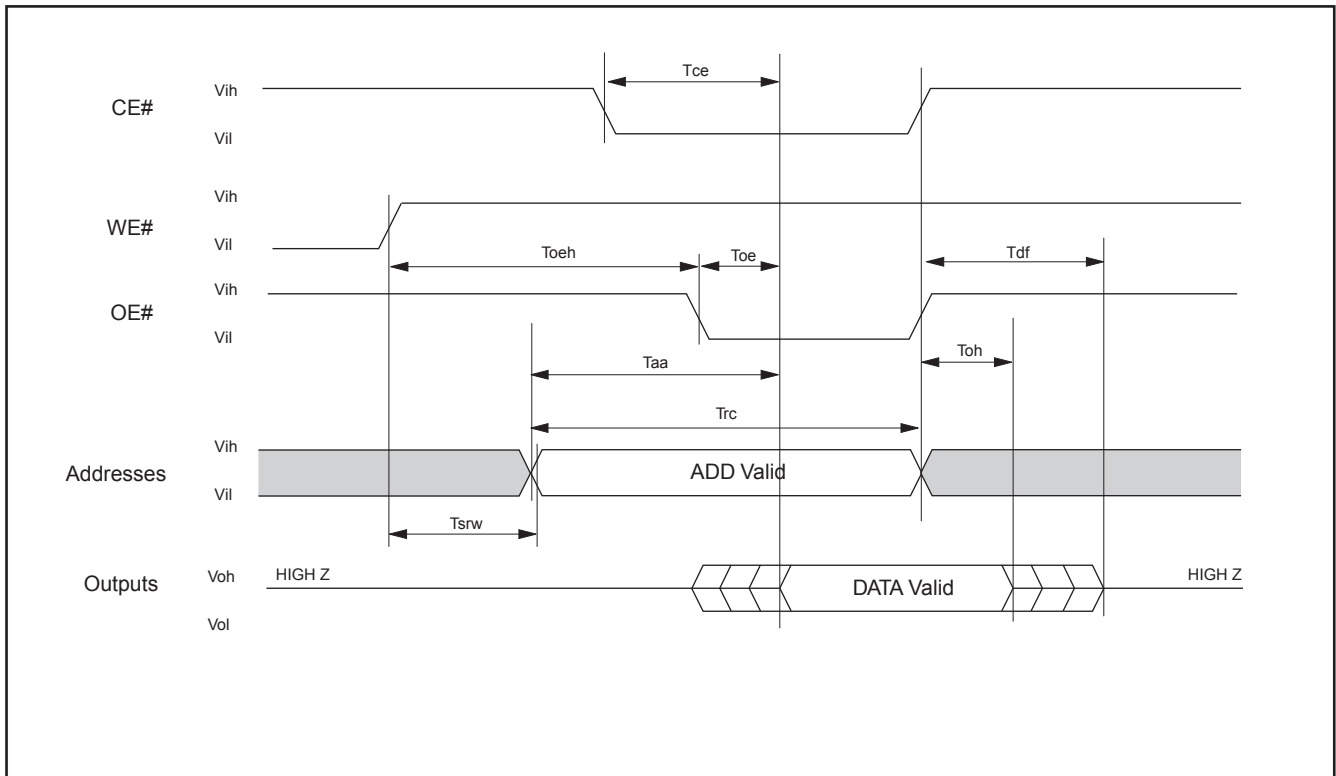 Tce
CE#
Vih
Vil
WE#
Vih
Vil
Toeh
Toe
Tdf
OE#
Vih
Vil
Taa
Toh
Trc
Addresses
Vih
Vil
ADD Valid
Tsrw
Outputs
Voh
Vol
HIGH Z
DATA Valid
HIGH Z